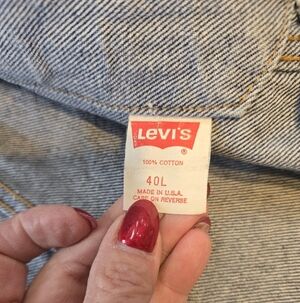 LEVI'S
®
100% COTTON
40L
MADE IN U.S.A.
CARE ON REVERSE